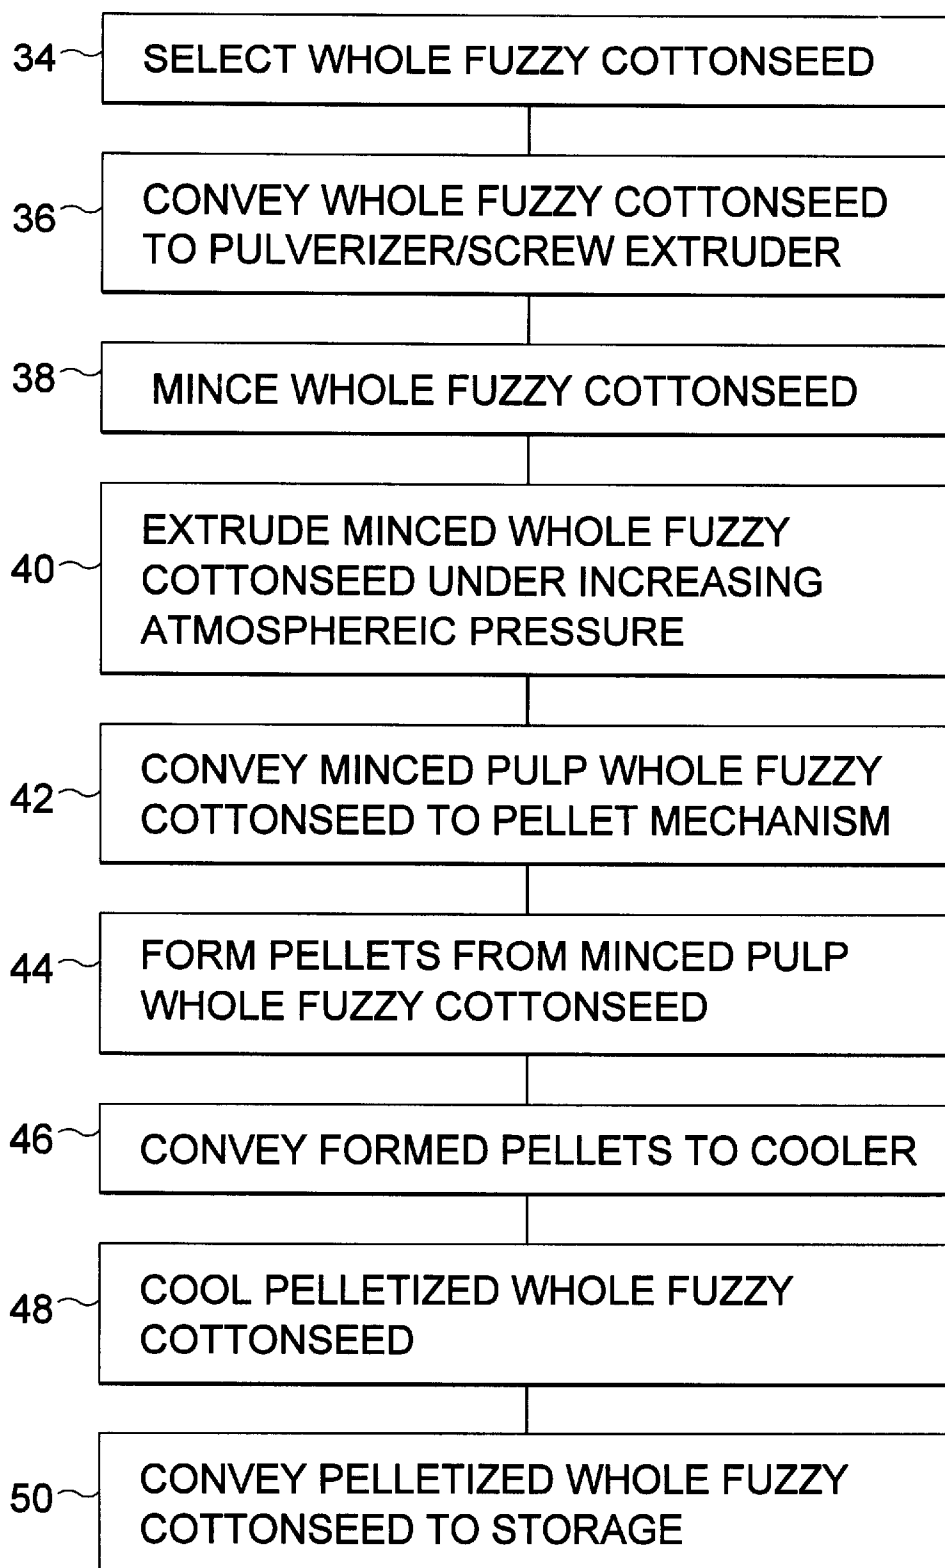 34 SELECT WHOLE FUZZY COTTONSEED
36 CONVEY WHOLE FUZZY COTTONSEED
TO PULVERIZER/SCREW EXTRUDER
38 MINCE WHOLE FUZZY COTTONSEED
EXTRUDE MINCED WHOLE FUZZY
40 COTTONSEED UNDER INCREASING
ATMOSPHEREIC PRESSURE
42 CONVEY MINCED PULP WHOLE FUZZY
COTTONSEED TO PELLET MECHANISM
44 FORM PELLETS FROM MINCED PULP
WHOLE FUZZY COTTONSEED
46 CONVEY FORMED PELLETS TO COOLER
48 COOL PELLETIZED WHOLE FUZZY
COTTONSEED
50 CONVEY PELLETIZED WHOLE FUZZY
COTTONSEED TO STORAGE